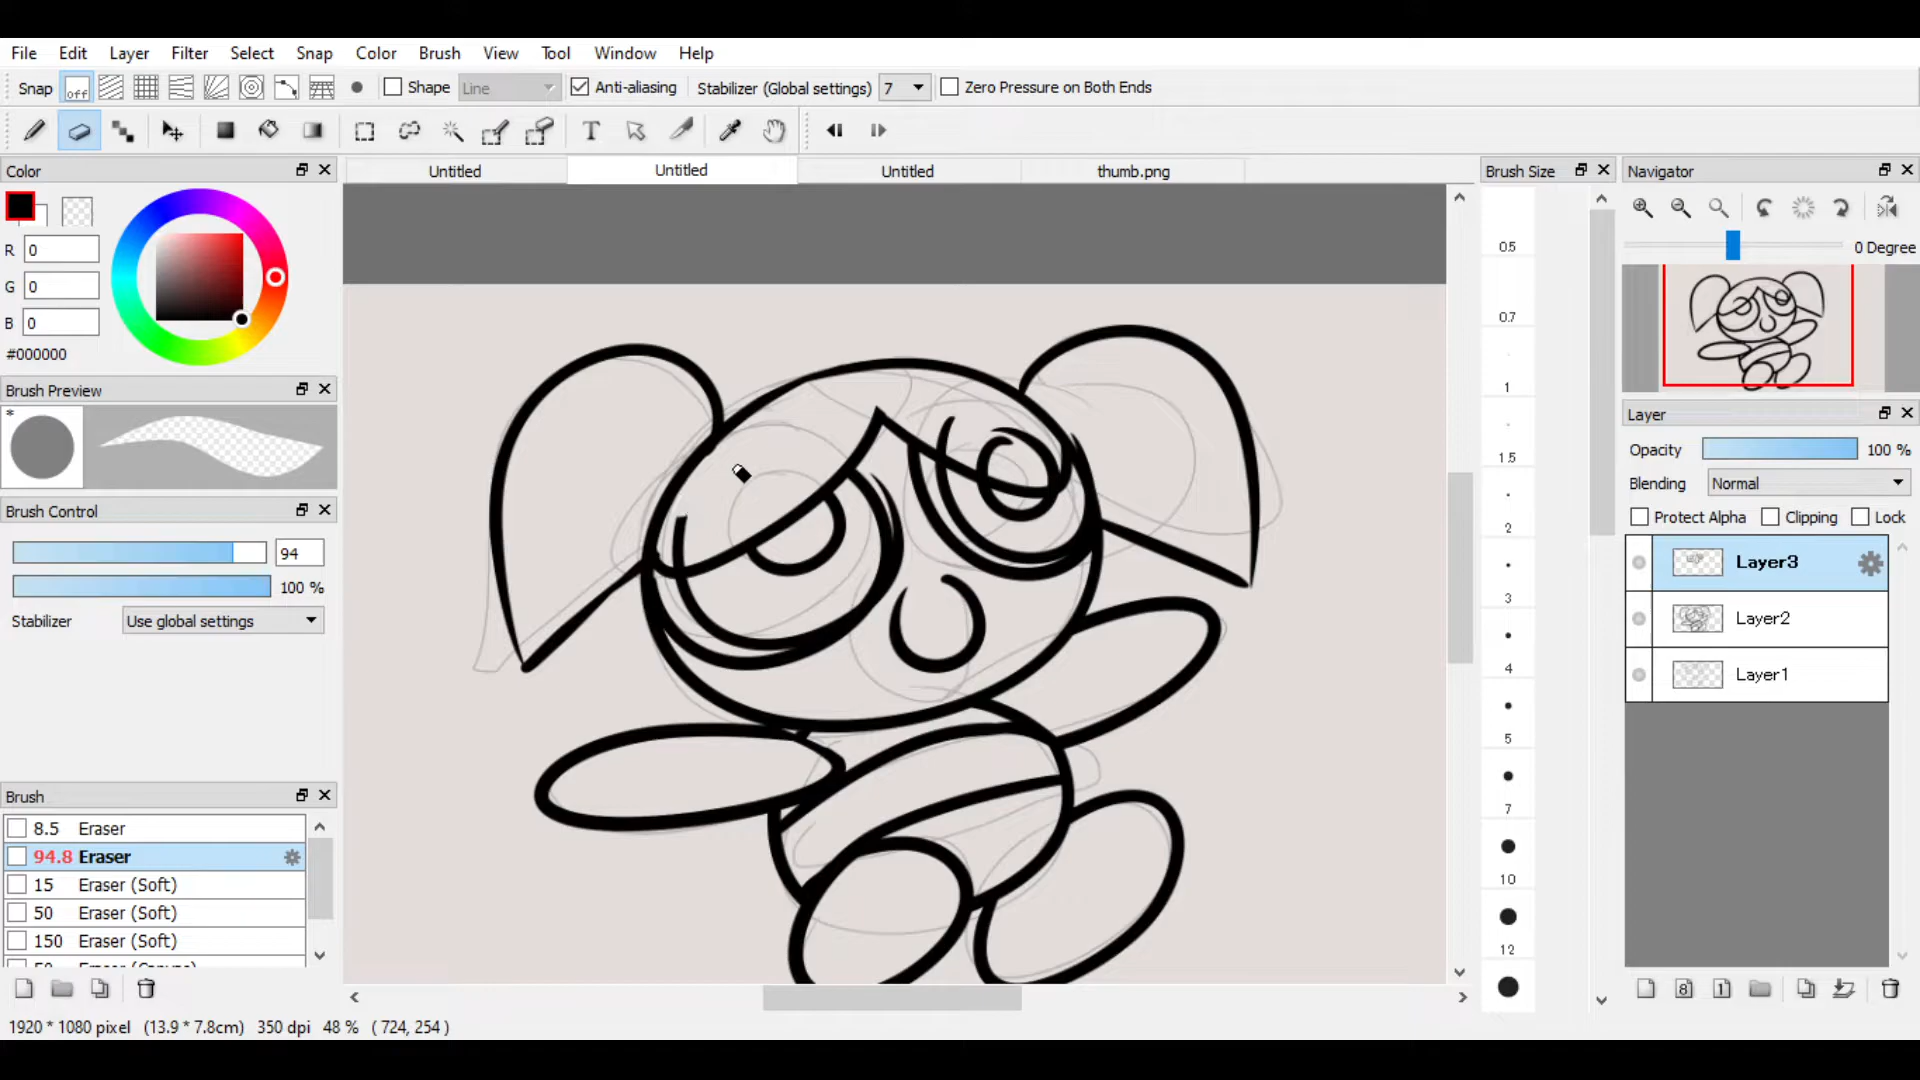 File Edit Layer Filter Select Snap Color Brush View Tool Window Help
Snap off Shape Line Anti-aliasing Stabilizer (Global settings) 7 Zero Pressure on Both Ends
T
Color
R 0
G 0
B 0
#000000
Brush Preview
*
Brush Control
94
100 %
Stabilizer Use global settings
Brush
8.5 Eraser
94.8 Eraser
15 Eraser (Soft)
50 Eraser (Soft)
150 Eraser (Soft)
Untitled Untitled Untitled thumb.png
Brush Size
0.5
0.7
1
1.5
2
3
4
5
7
10
12
Navigator
0 Degree
Layer
Opacity 100 %
Blending Normal
Protect Alpha Clipping Lock
Layer3
Layer2
Layer1
8 1
1920 * 1080 pixel (13.9 * 7.8cm) 350 dpi 48 % ( 724, 254 )